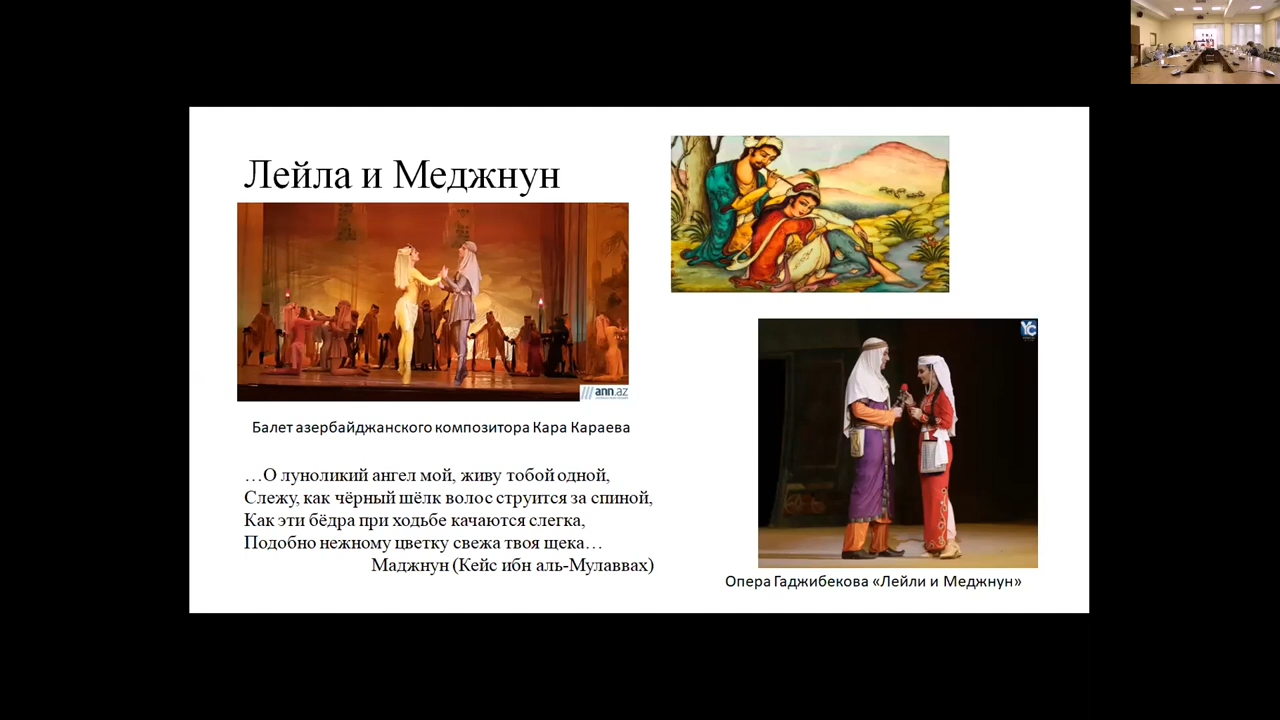 Лейла и Меджнун
ann.az
Балет азербайджанского композитора Кара Караева
…О луноликий ангел мой, живу тобой одной,
Слежу, как чёрный шёлк волос струится за спиной,
Как эти бёдра при ходьбе качаются слегка,
Подобно нежному цветку свежа твоя щека…
Маджнун (Кейс ибн аль-Мулаввах)
YC
Опера Гаджибекова «Лейли и Меджнун»